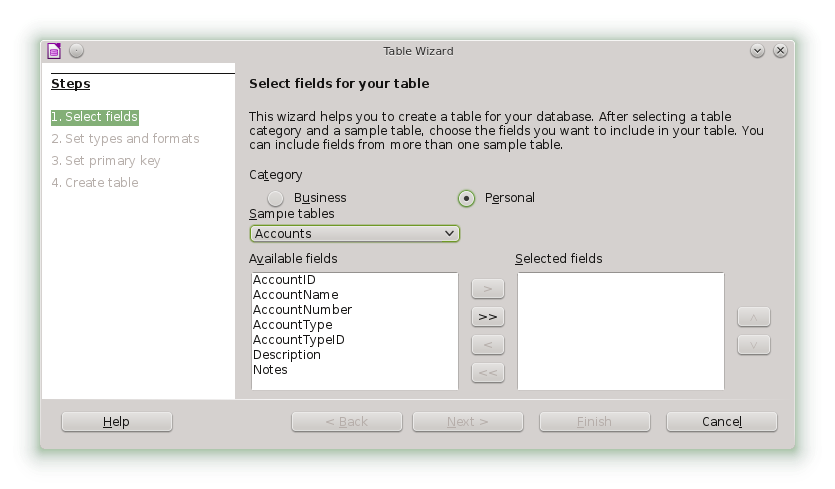 Table Wizard
Steps
1. Select fields
2. Set types and formats
3. Set primary key
4. Create table
Select fields for your table
This wizard helps you to create a table for your database. After selecting a table
category and a sample table, choose the fields you want to include in your table. You
can include fields from more than one sample table.
Category
Business
Personal
Sample tables
Accounts
Available fields
AccountID
AccountName
AccountNumber
AccountType
AccountTypeID
Description
Notes
>
>>
<
<<
Selected fields
Help
< Back
Next >
Finish
Cancel